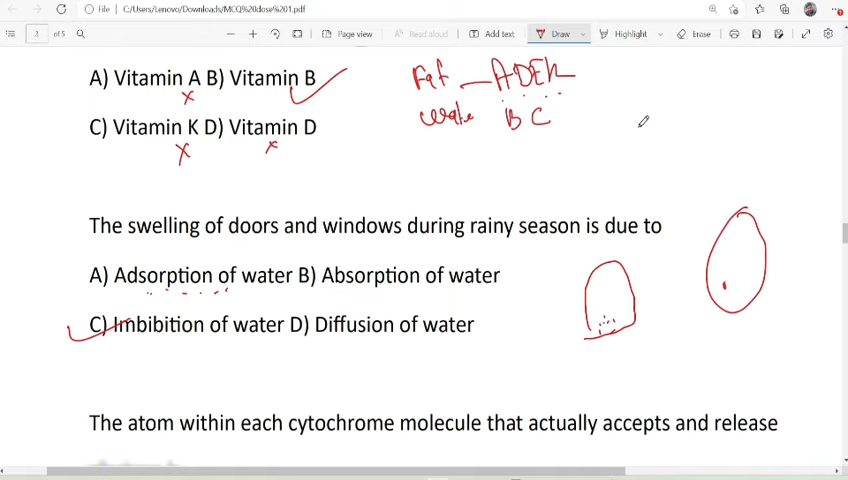 File | C:/Users/Lenovo/Downloads/MCQ%20dose%201.pdf
3 of 5 Page view Read aloud Add text Draw Highlight Erase
A) Vitamin A B) Vitamin B
Fat — ADEK
C) Vitamin K D) Vitamin D
B C
The swelling of doors and windows during rainy season is due to
A) Adsorption of water B) Absorption of water
C) Imbibition of water D) Diffusion of water
The atom within each cytochrome molecule that actually accepts and release